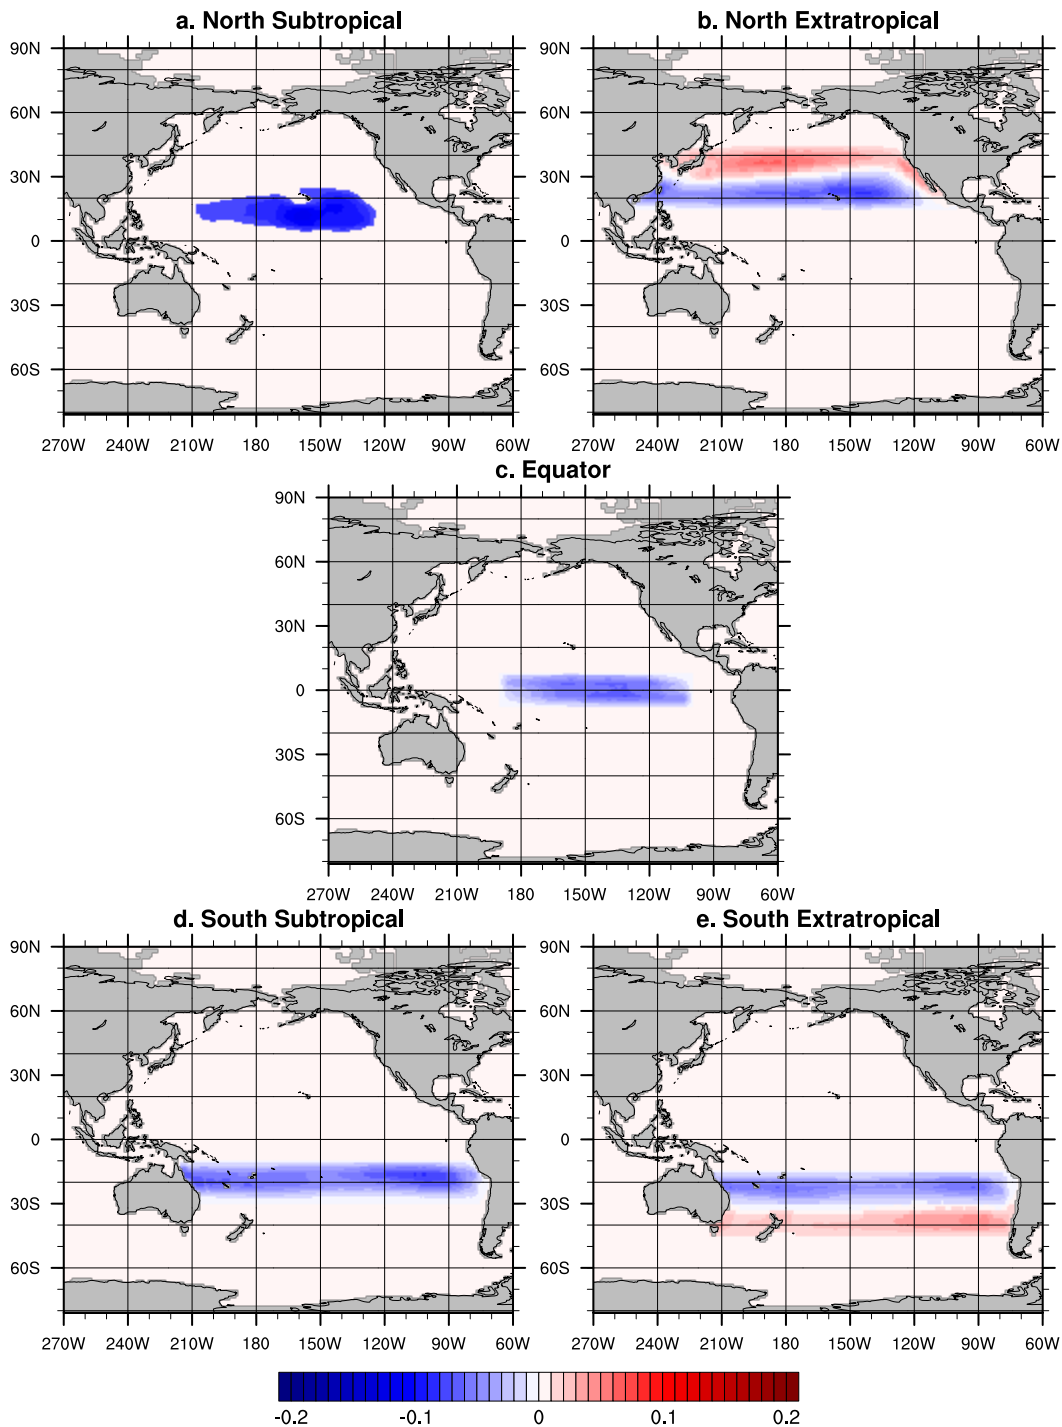 a. North Subtropical
b. North Extratropical
90N
60N
30N
0
30S
60S
270W 240W 210W 180 150W 120W 90W 60W
90N
60N
30N
0
30S
60S
270W 240W 210W 180 150W 120W 90W 60W
c. Equator
90N
60N
30N
0
30S
60S
270W 240W 210W 180 150W 120W 90W 60W
d. South Subtropical
e. South Extratropical
90N
60N
30N
0
30S
60S
270W 240W 210W 180 150W 120W 90W 60W
90N
60N
30N
0
30S
60S
270W 240W 210W 180 150W 120W 90W 60W
-0.2 -0.1 0 0.1 0.2